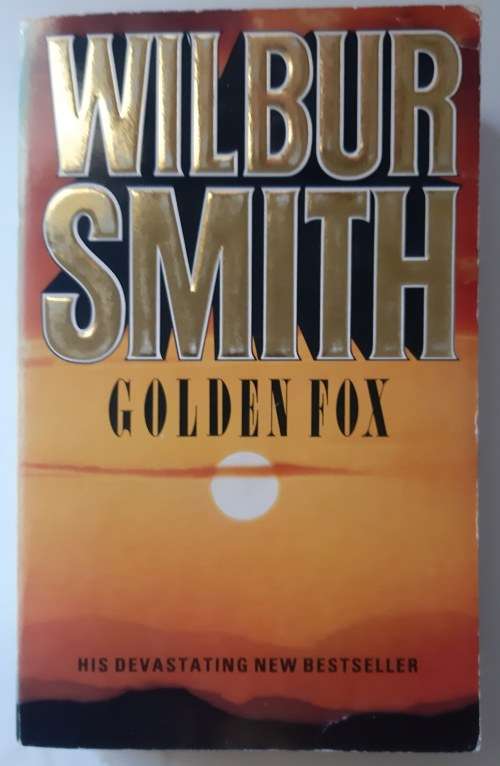 WILBUR
SMITH
GOLDEN FOX
HIS DEVASTATING NEW BESTSELLER